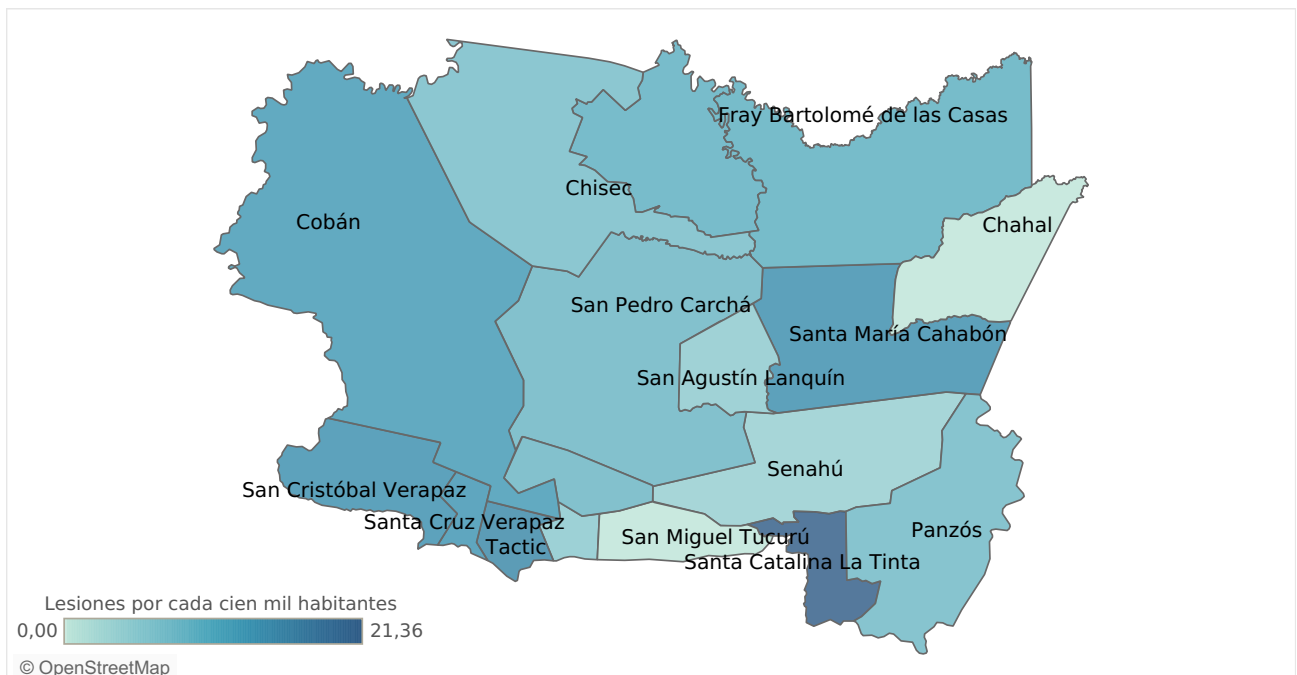 Fray Bartolomé de las Casas
Chisec
Cobán
Chahal
San Pedro Carchá
Santa María Cahabón
San Agustín Lanquín
Senahú
San Cristóbal Verapaz
Santa Cruz Verapaz
Tactic
San Miguel Tucurú
Panzós
Santa Catalina La Tinta
Lesiones por cada cien mil habitantes
0,00 21,36
© OpenStreetMap